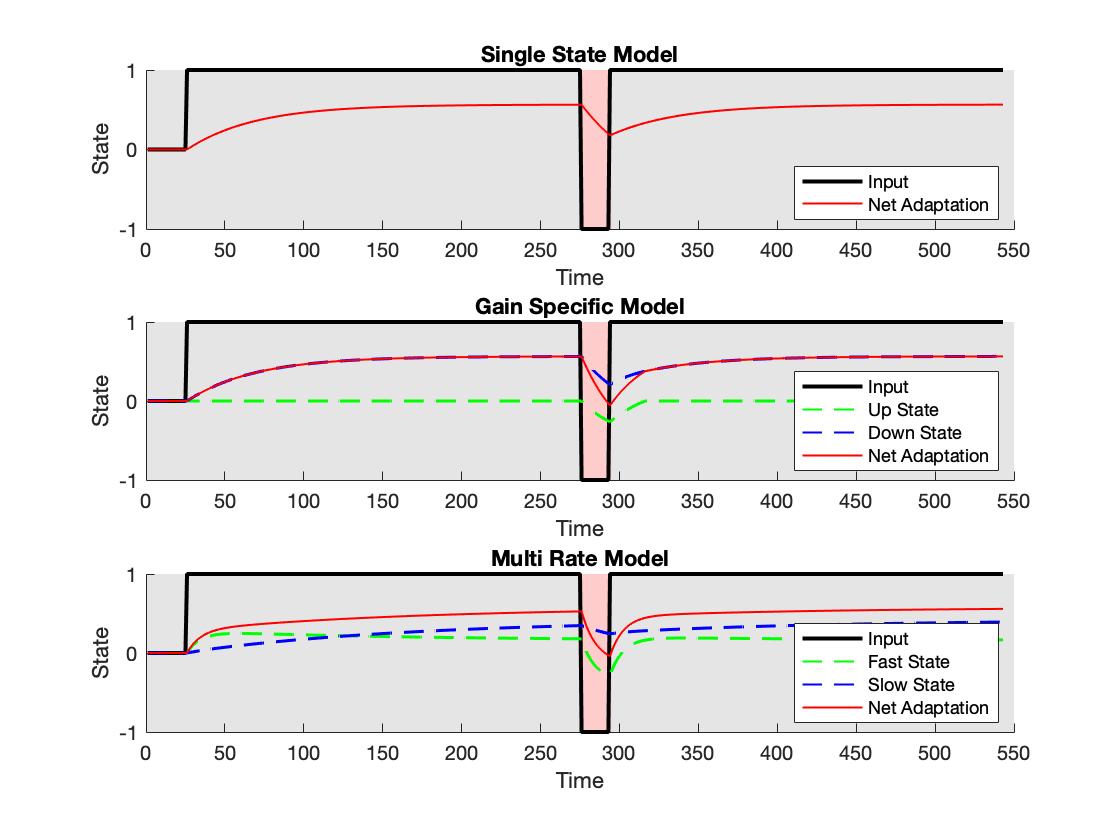 Single State Model
1
0
-1
State
Input
Net Adaptation
0 50 100 150 200 250 300 350 400 450 500 550
Time
Gain Specific Model
1
0
-1
State
Input
Up State
Down State
Net Adaptation
0 50 100 150 200 250 300 350 400 450 500 550
Time
Multi Rate Model
1
0
-1
State
Input
Fast State
Slow State
Net Adaptation
0 50 100 150 200 250 300 350 400 450 500 550
Time